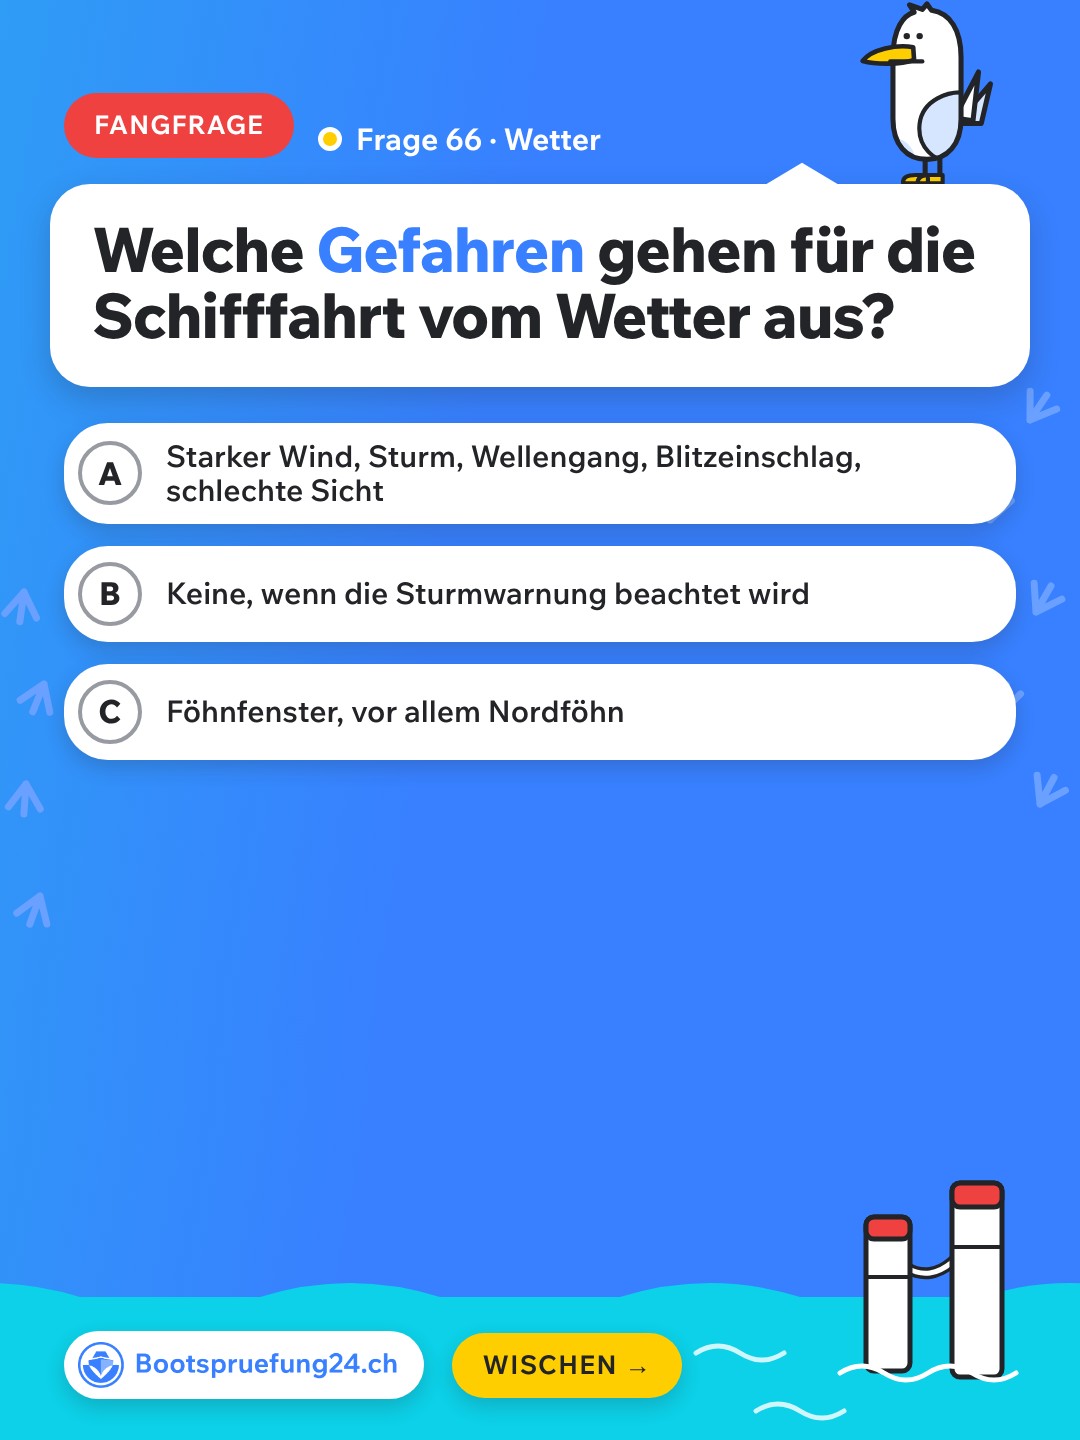 FANGFRAGE
Frage 66 · Wetter
Welche Gefahren gehen für die
Schifffahrt vom Wetter aus?
A
Starker Wind, Sturm, Wellengang, Blitzeinschlag,
schlechte Sicht
B
Keine, wenn die Sturmwarnung beachtet wird
C
Föhnfenster, vor allem Nordföhn
Bootspruefung24.ch
WISCHEN →